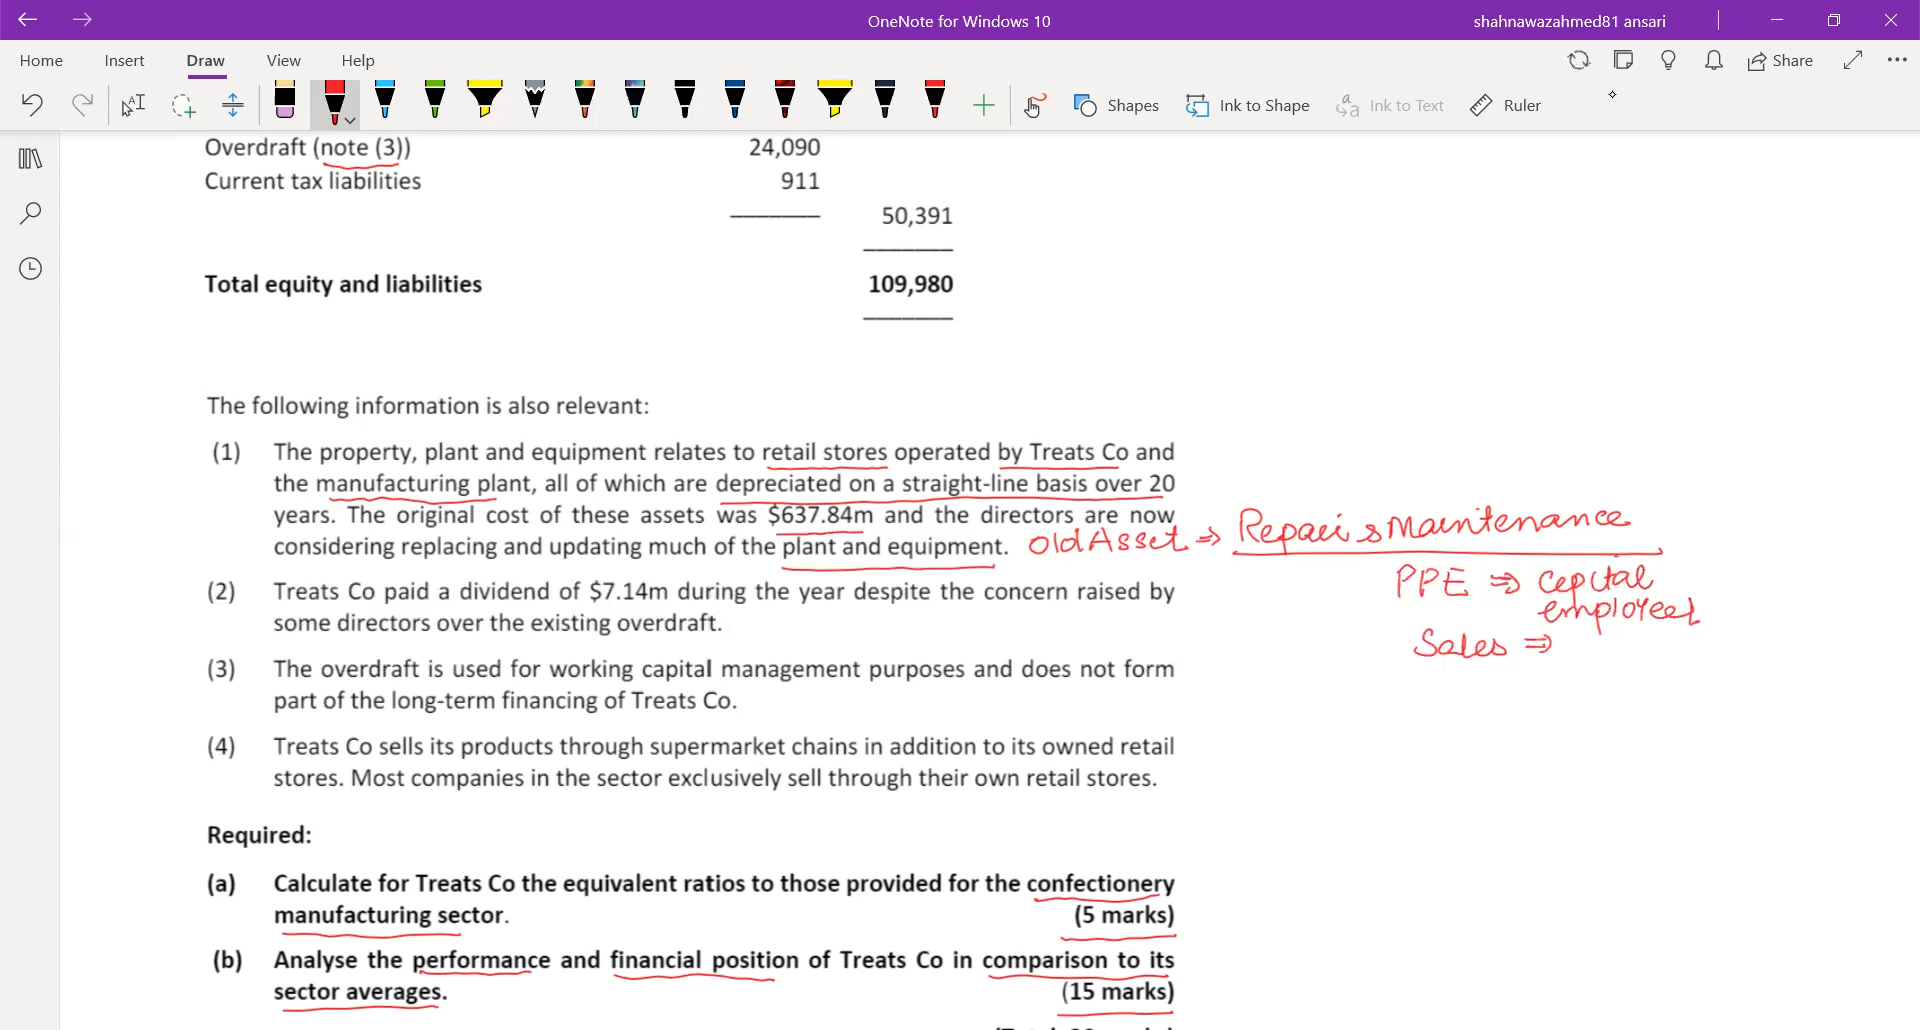 OneNote for Windows 10
shahnawazahmed81 ansari
Home Insert Draw View Help
Share
Shapes Ink to Shape Ink to Text Ruler
Overdraft (note (3)) 24,090
Current tax liabilities 911
50,391
Total equity and liabilities 109,980
The following information is also relevant:
(1) The property, plant and equipment relates to retail stores operated by Treats Co and
the manufacturing plant, all of which are depreciated on a straight-line basis over 20
years. The original cost of these assets was $637.84m and the directors are now
considering replacing and updating much of the plant and equipment.
Old Asset ⇒ Repair s Maintenance
PPE ⇒ Cepital
employeed
Sales ⇒
(2) Treats Co paid a dividend of $7.14m during the year despite the concern raised by
some directors over the existing overdraft.
(3) The overdraft is used for working capital management purposes and does not form
part of the long-term financing of Treats Co.
(4) Treats Co sells its products through supermarket chains in addition to its owned retail
stores. Most companies in the sector exclusively sell through their own retail stores.
Required:
(a) Calculate for Treats Co the equivalent ratios to those provided for the confectionery
manufacturing sector. (5 marks)
(b) Analyse the performance and financial position of Treats Co in comparison to its
sector averages. (15 marks)